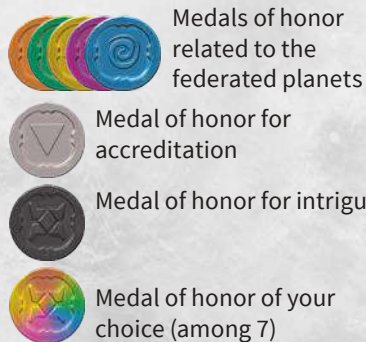 Medals of honor
related to the
federated planets
Medal of honor for
accreditation
Medal of honor for
Medal of honor of your
choice (among 7)